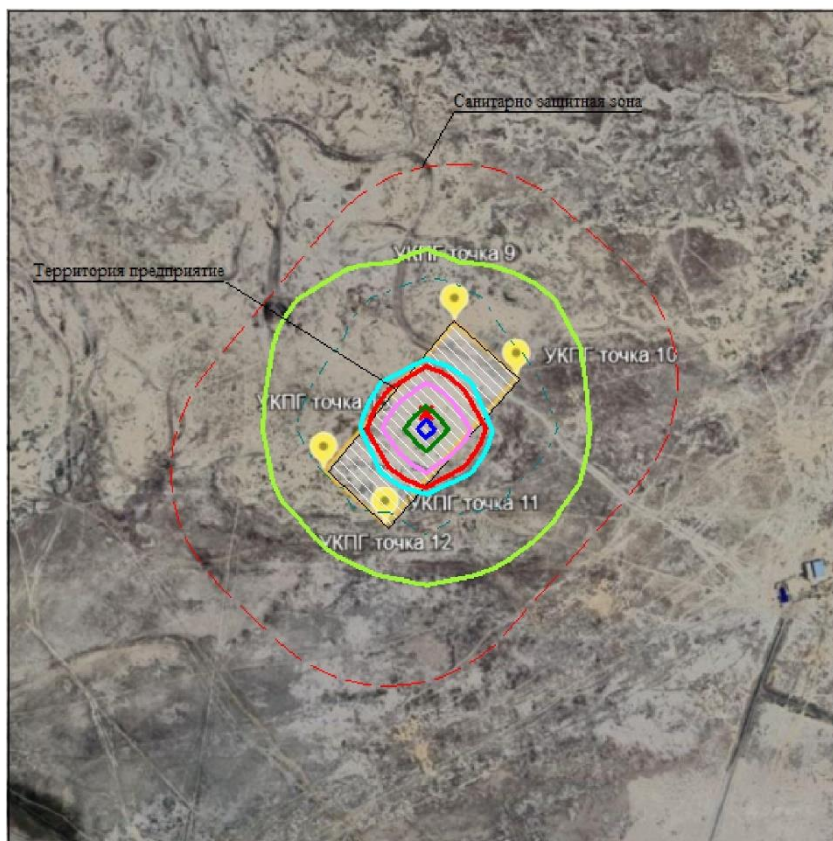 Санитарно защитная зона
УКПГ точка 9
Территория предприятие
УКПГ точка 10
УКПГ точка
УКПГ точка 11
УКПГ точка 12